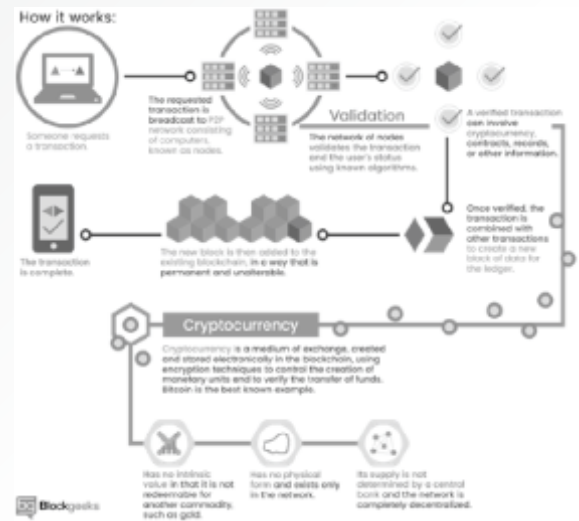 How it works:
Someone requests
a transaction.
The requested
transaction is
broadcast to P2P
network consisting
of computers,
known as nodes.
Validation
The network of nodes
validates the transaction
and the user's status
using known algorithms.
A verified transaction
can involve
cryptocurrency,
contracts, records,
or other information.
Once verified, the
transaction is
combined with
other transactions
to create a new
block of data for
the ledger.
The new block is then added to the
existing blockchain, in a way that is
permanent and unalterable.
The transaction
is complete.
Cryptocurrency
Cryptocurrency is a medium of exchange, created
and stored electronically in the blockchain, using
encryption techniques to control the creation of
monetary units and to verify the transfer of funds.
Bitcoin is the best known example.
Has no intrinsic
value in that it is not
redeemable for
another commodity,
such as gold.
Has no physical
form and exists only
in the network.
Its supply is not
determined by a central
bank and the network is
completely decentralized.
Blockgeeks